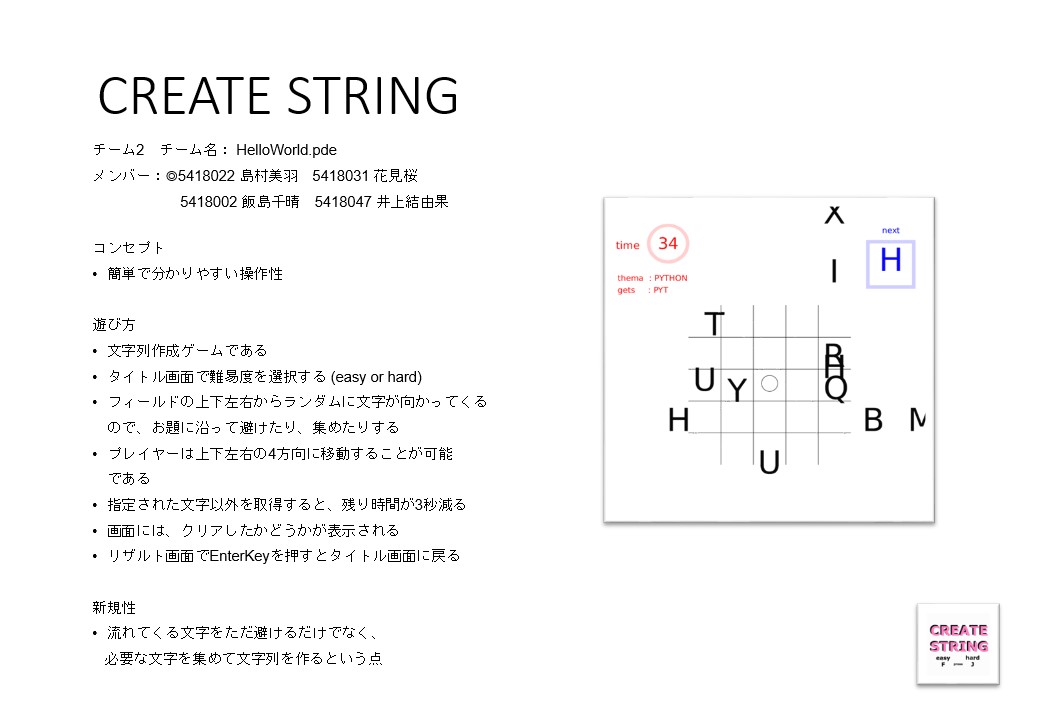 CREATE STRING
チーム2　チーム名： HelloWorld.pde
メンバー：◎5418022 島村美羽　5418031 花見桜
5418002 飯島千晴　5418047 井上結由果
コンセプト
• 簡単で分かりやすい操作性
遊び方
• 文字列作成ゲームである
• タイトル画面で難易度を選択する (easy or hard)
• フィールドの上下左右からランダムに文字が向かってくる
ので、お題に沿って避けたり、集めたりする
• プレイヤーは上下左右の4方向に移動することが可能
である
• 指定された文字以外を取得すると、残り時間が3秒減る
• 画面には、クリアしたかどうかが表示される
• リザルト画面でEnterKeyを押すとタイトル画面に戻る
新規性
• 流れてくる文字をただ避けるだけでなく、
必要な文字を集めて文字列を作るという点
X
next
time 34
H
I
thema : PYTHON
gets : PYT
T
R
H
U Y Q
H B M
U
CREATE
STRING
easy hard
F J